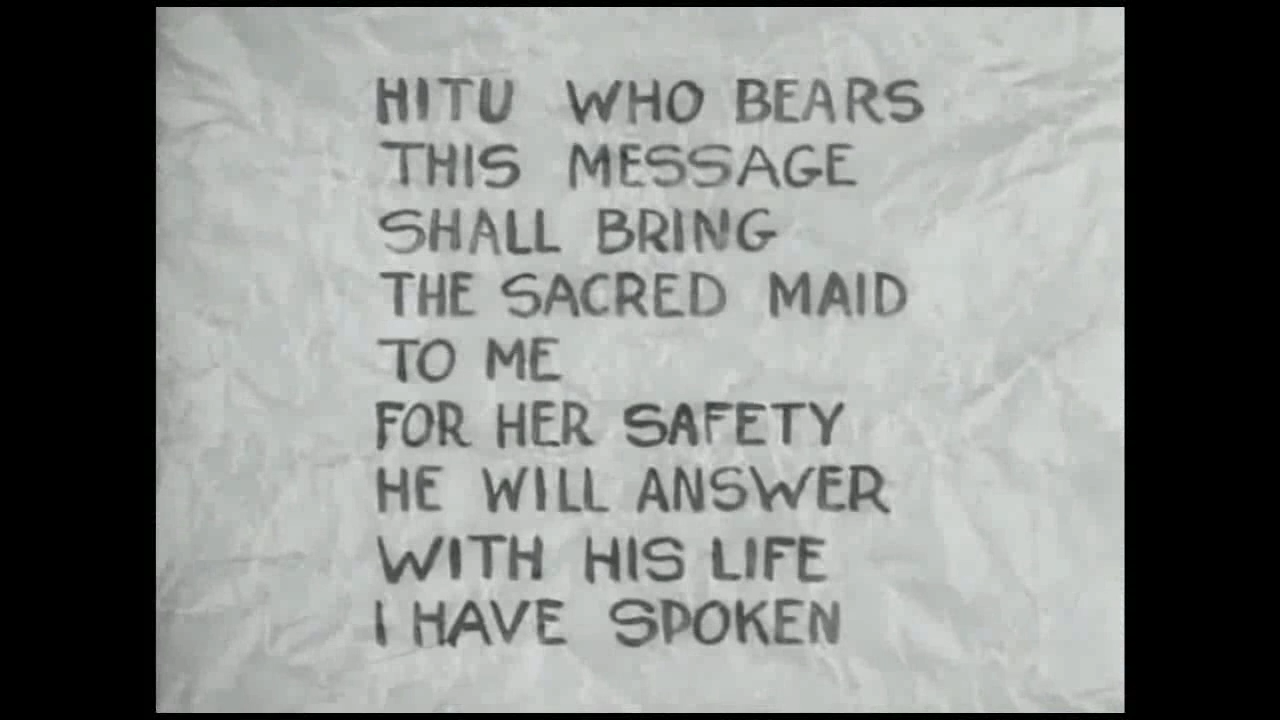 HITU WHO BEARS
THIS MESSAGE
SHALL BRING
THE SACRED MAID
TO ME
FOR HER SAFETY
HE WILL ANSWER
WITH HIS LIFE
I HAVE SPOKEN